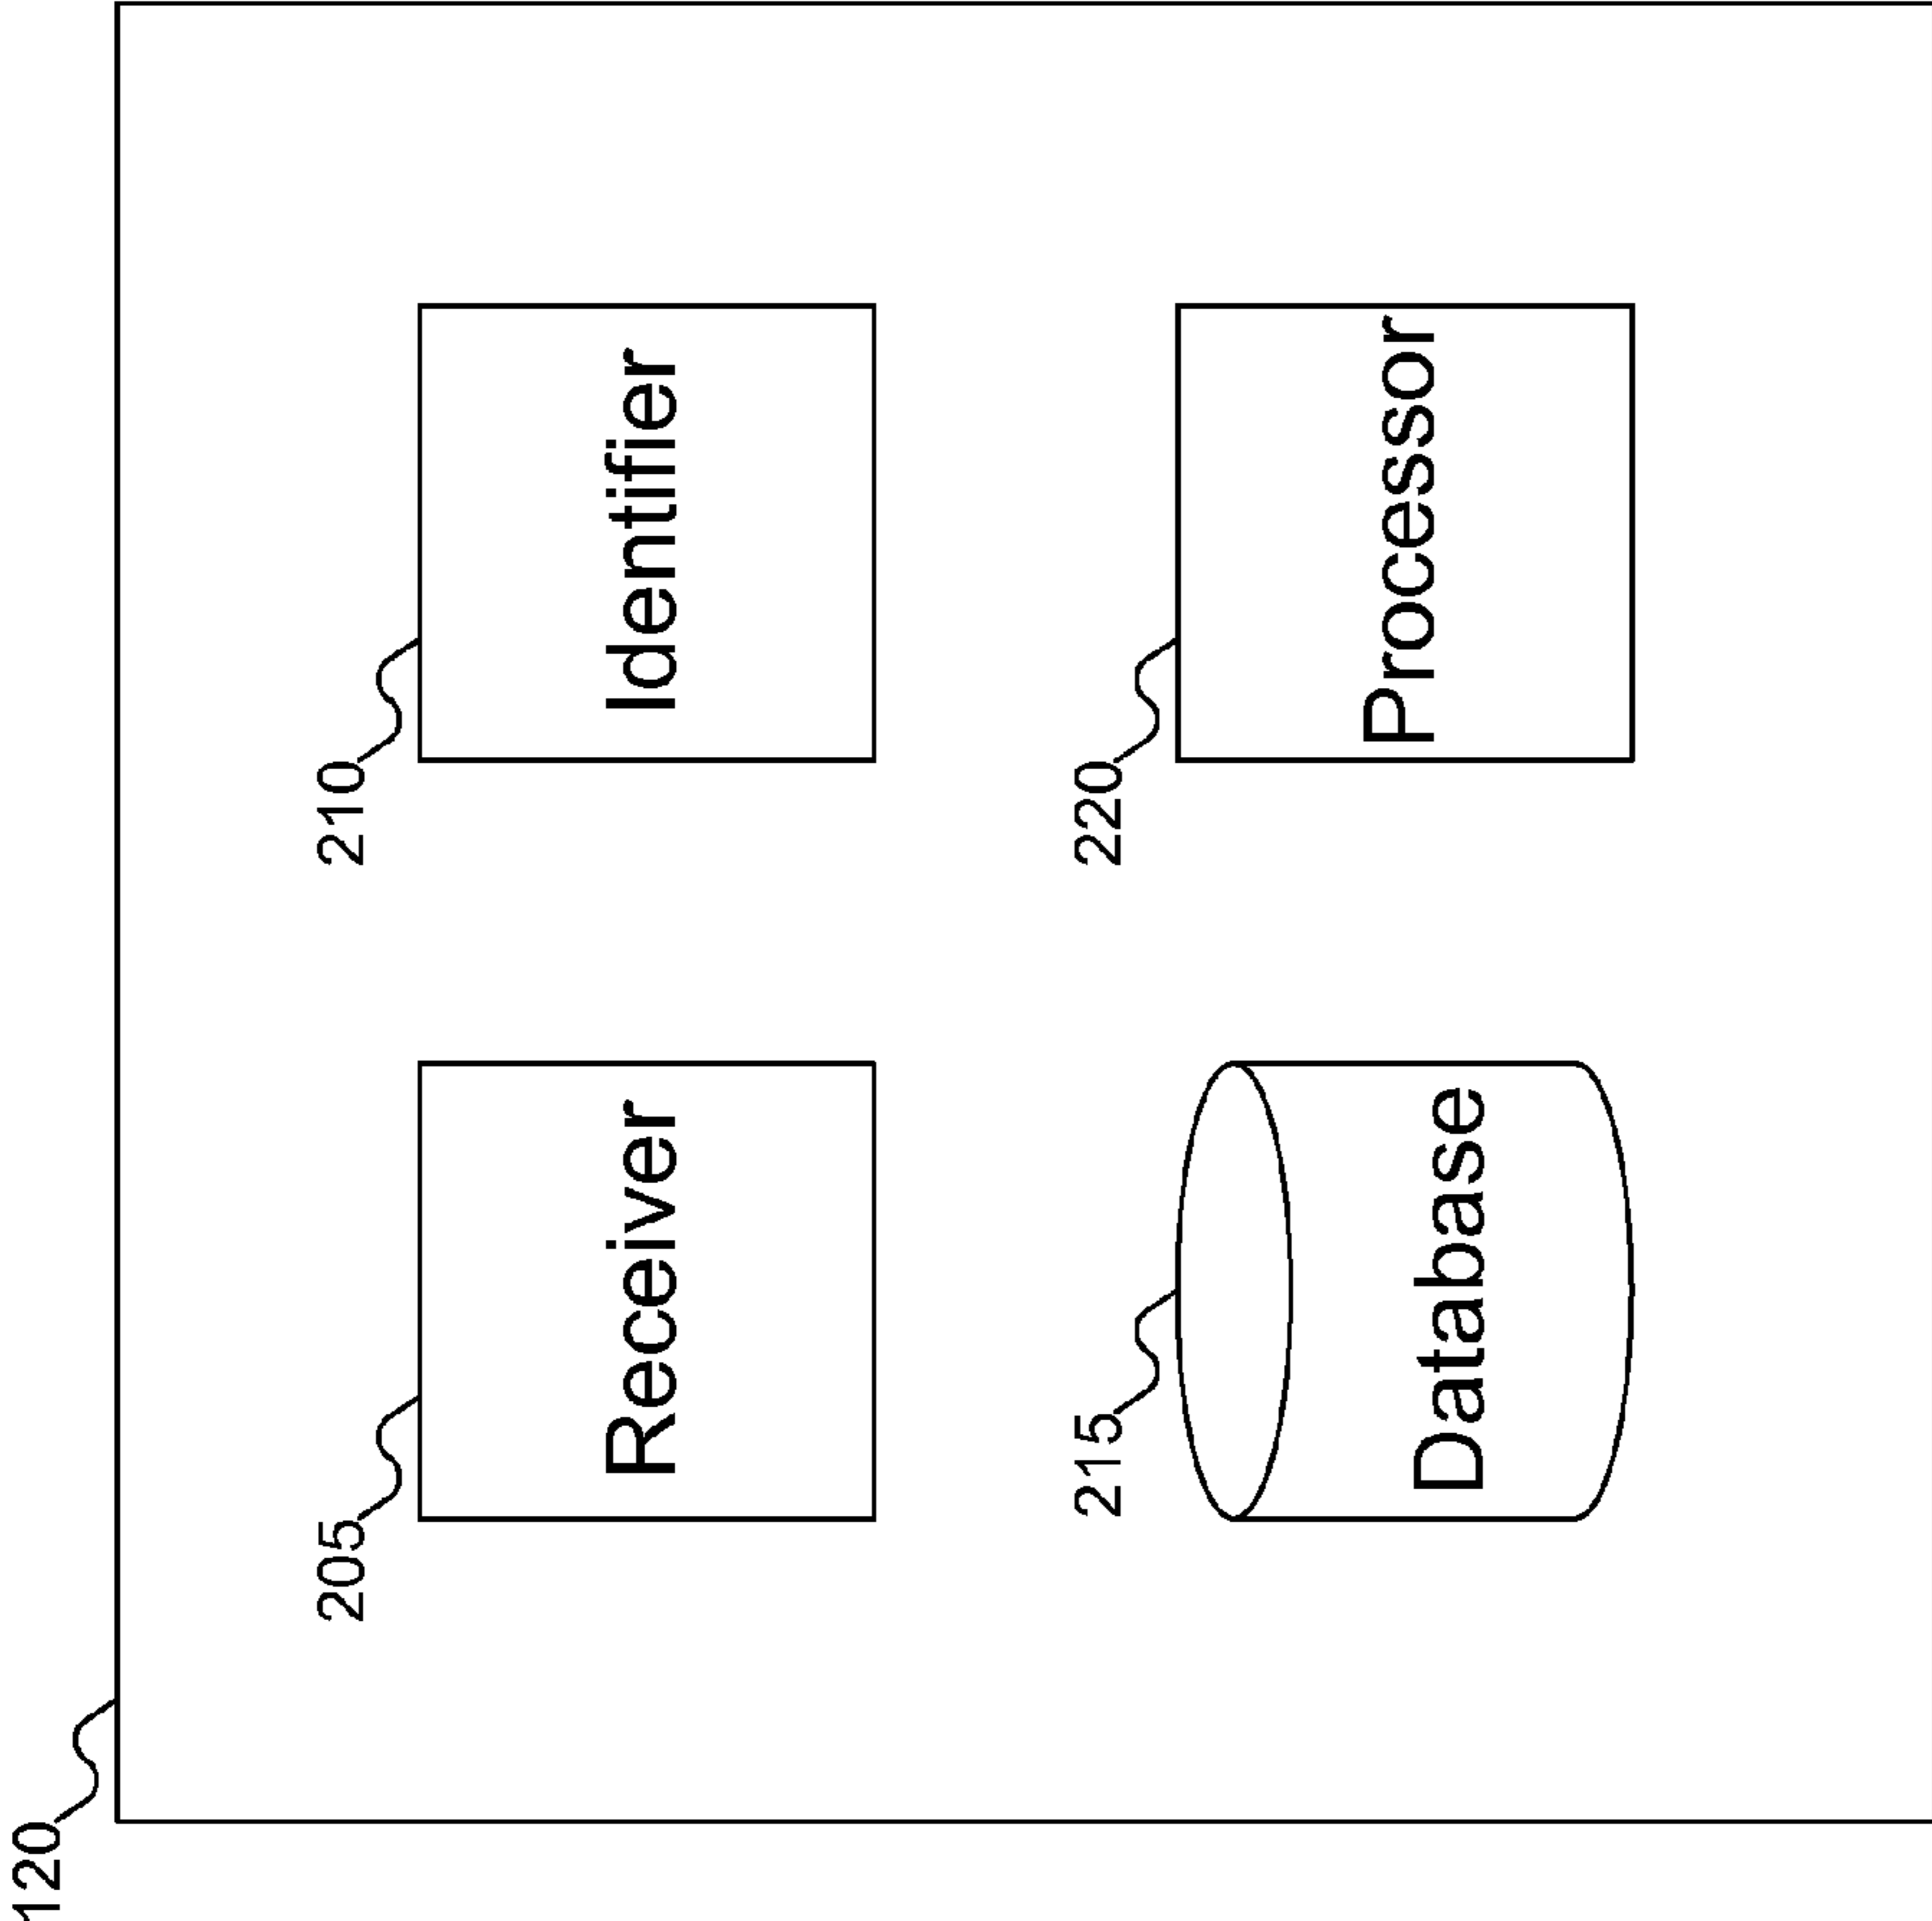 120
205
Receiver
210
Identifier
215
Database
220
Processor